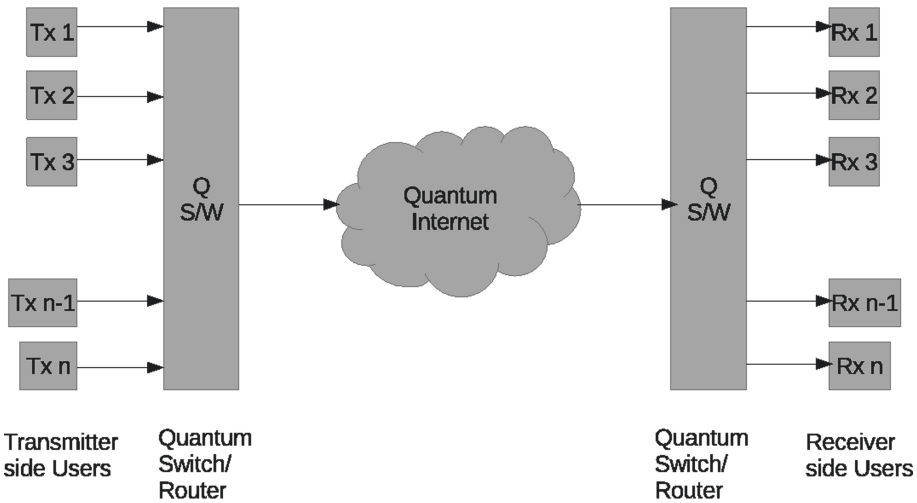 Tx 1
Tx 2
Tx 3
Tx n-1
Tx n
Q
S/W
Quantum
Internet
Q
S/W
Rx 1
Rx 2
Rx 3
Rx n-1
Rx n
Transmitter
side Users
Quantum
Switch/
Router
Quantum
Switch/
Router
Receiver
side Users